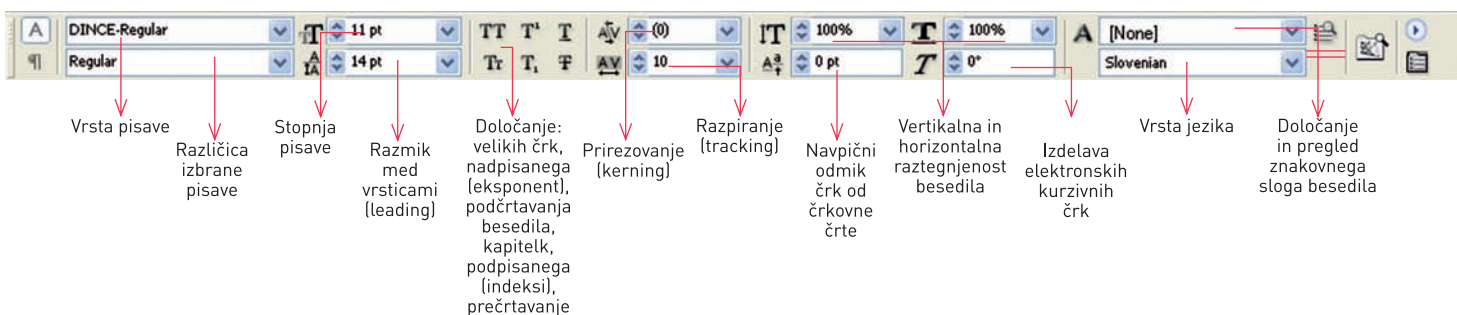 A DINCE-Regular 11 pt TT T¹ T (0) 100% 100% A [None]
Regular 14 pt Tr T₁ T 10 0 pt 0° Slovenian
Vrsta pisave
Različica
izbrane
pisave
Stopnja
pisave
Razmik
med
vrsticami
(leading)
Določanje:
velikih črk,
nadpisanega
(eksponent),
podčrtavanja
besedila,
kapitelk,
podpisanega
(indeksi),
prečrtavanje
Prirezovanje
(kerning)
Razpiranje
(tracking)
Navpični
odmik
črk od
črkovne
črte
Vertikalna in
horizontalna
raztegnjenost
besedila
Izdelava
elektronskih
kurzivnih
črk
Vrsta jezika
Določanje
in pregled
znakovnega
sloga besedila